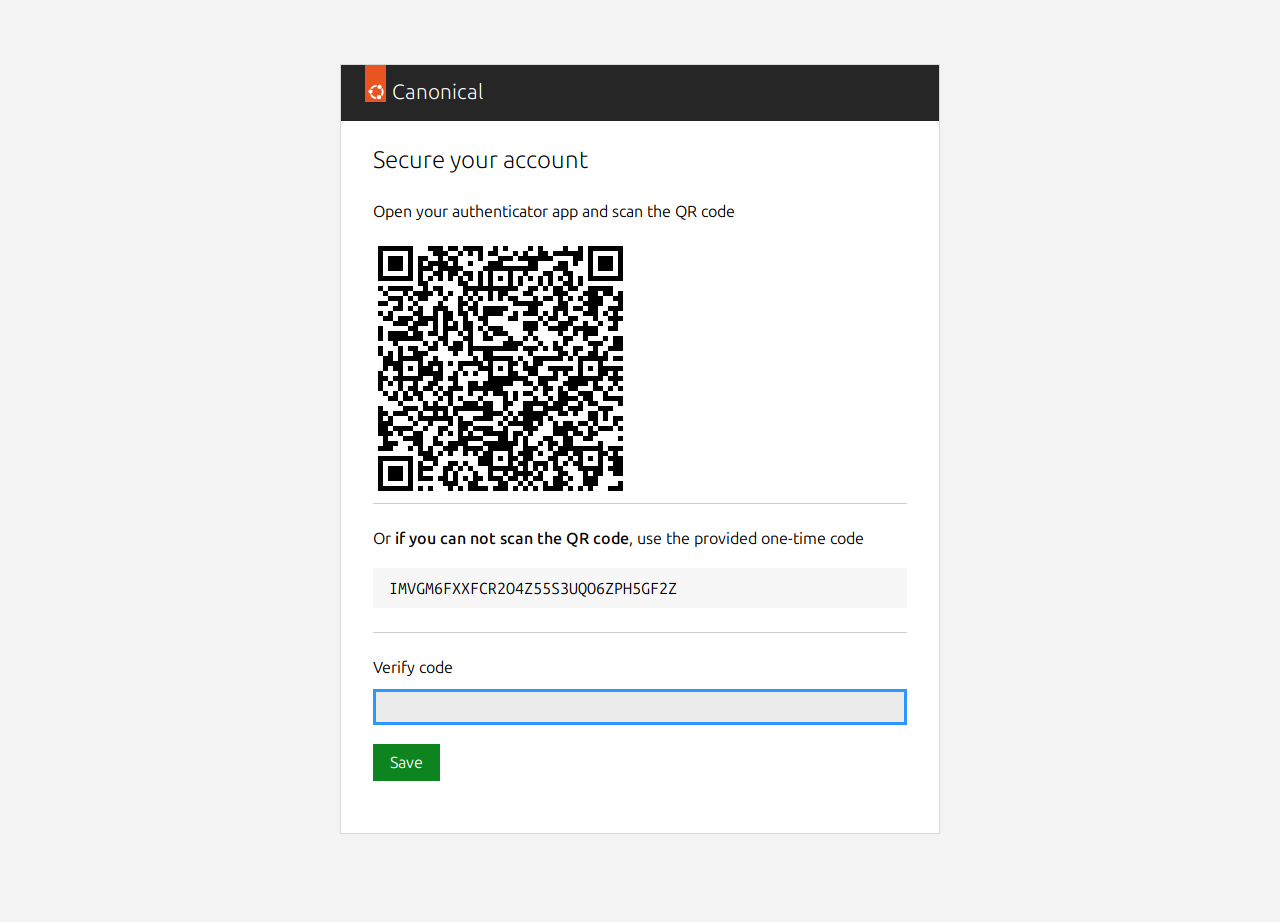 Canonical
Secure your account
Open your authenticator app and scan the QR code
Or if you can not scan the QR code, use the provided one-time code
IMVGM6FXXFCR2O4Z55S3UQO6ZPH5GF2Z
Verify code
Save